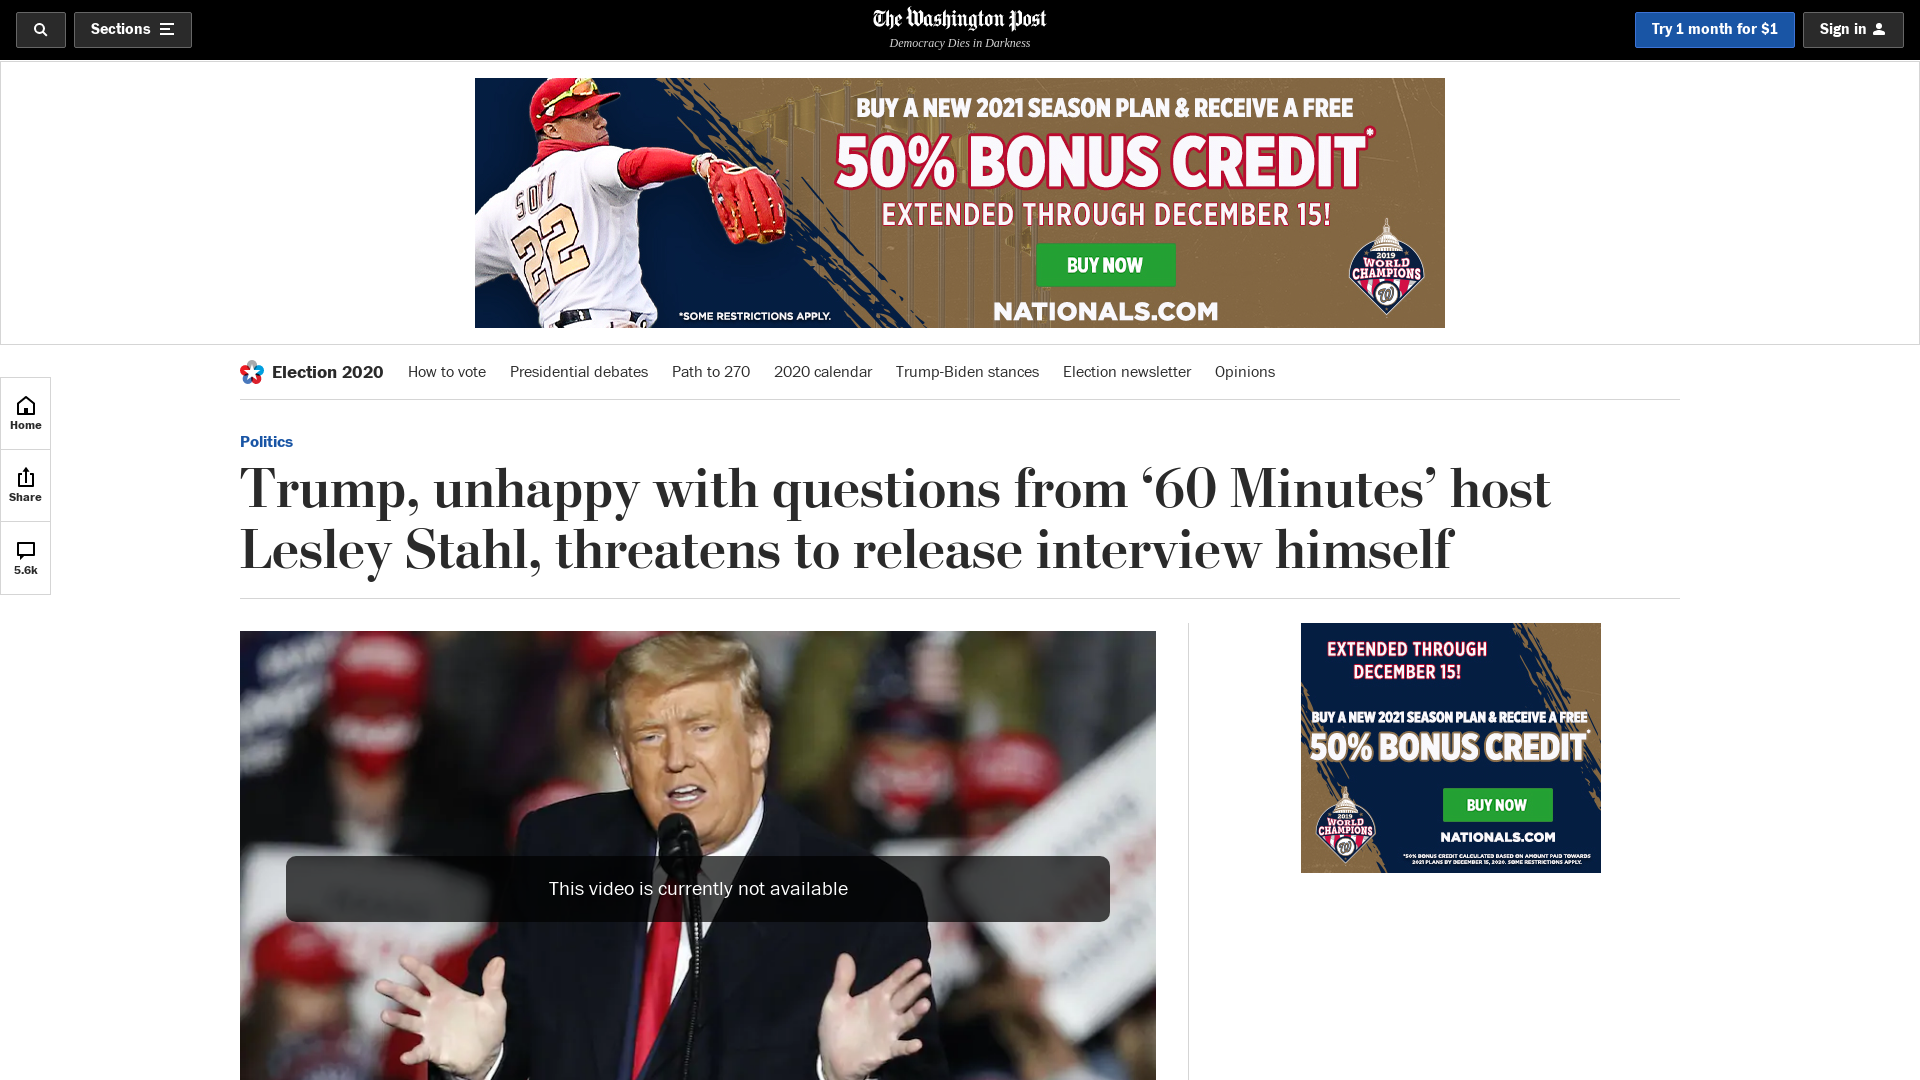 Sections
The Washington Post
Democracy Dies in Darkness
Try 1 month for $1
Sign in
BUY A NEW 2021 SEASON PLAN & RECEIVE A FREE
50% BONUS CREDIT*
EXTENDED THROUGH DECEMBER 15!
BUY NOW
NATIONALS.COM
*SOME RESTRICTIONS APPLY.
22
2019
WORLD
CHAMPIONS
W
Election 2020
How to vote
Presidential debates
Path to 270
2020 calendar
Trump-Biden stances
Election newsletter
Opinions
Home
Share
5.6k
Politics
Trump, unhappy with questions from ‘60 Minutes’ host
Lesley Stahl, threatens to release interview himself
This video is currently not available
EXTENDED THROUGH
DECEMBER 15!
BUY A NEW 2021 SEASON PLAN & RECEIVE A FREE
50% BONUS CREDIT*
BUY NOW
NATIONALS.COM
2019
WORLD
CHAMPIONS
W
*50% BONUS CREDIT CALCULATED BASED ON AMOUNT PAID TOWARDS
2021 PLANS BY DECEMBER 15, 2020. SOME RESTRICTIONS APPLY.